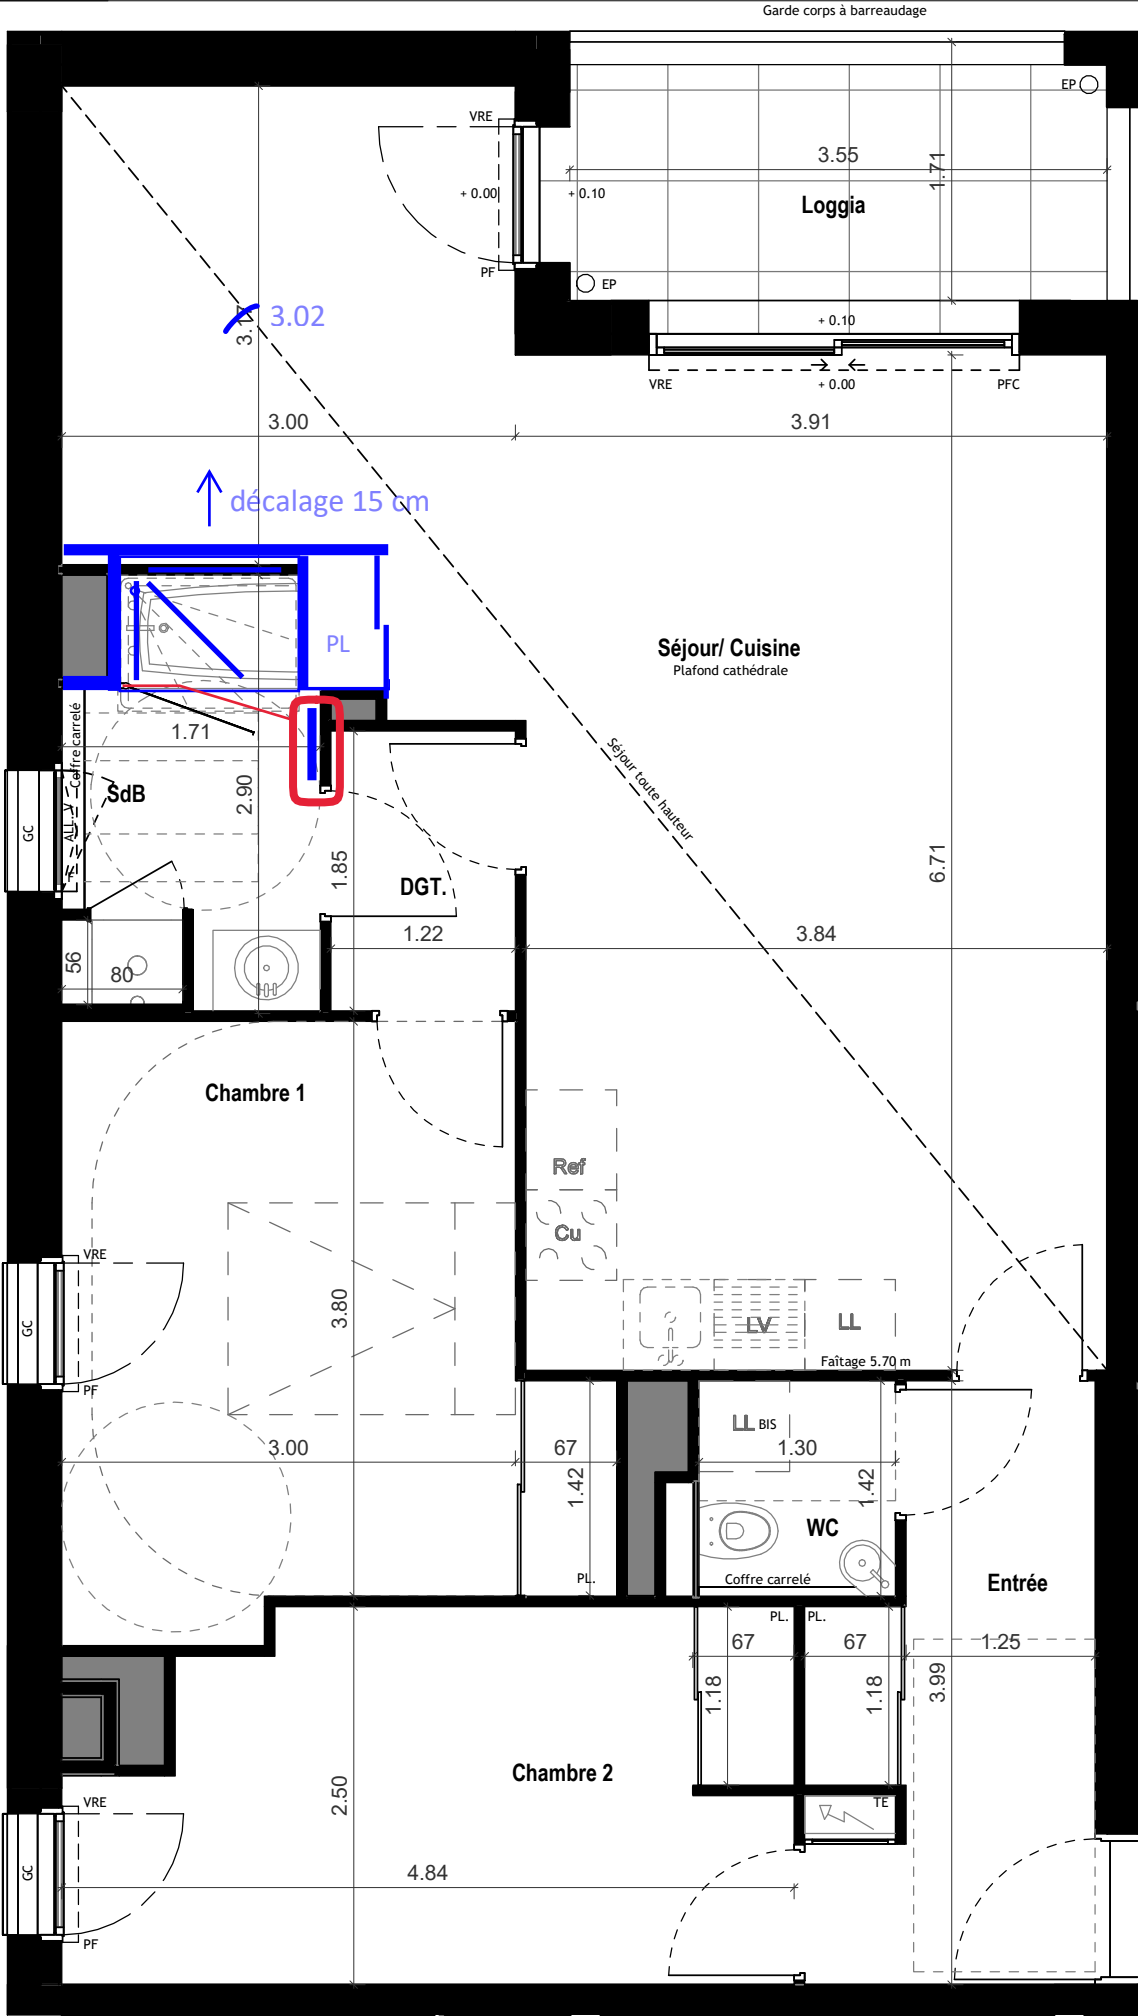 Garde corps à barreaudage
EP
VRE
3.55
1.71
+ 0.00
+ 0.10
Loggia
PF
EP
3.02
+ 0.10
VRE
+ 0.00
PFC
3.00
3.91
décalage 15 cm
PL
Séjour/ Cuisine
Plafond cathédrale
Coffre carrelé
1.71
Séjour toute hauteur
SdB
2.90
GC
ALL. V
F
1.85
DGT.
6.71
1.22
3.84
56
80
Chambre 1
Ref
Cu
VRE
GC
3.80
LV
LL
Faîtage 5.70 m
PF
LL BIS
3.00
67
1.30
1.42
1.42
WC
PL.
Coffre carrelé
Entrée
PL.
PL.
67
67
1.25
1.18
1.18
3.99
Chambre 2
VRE
2.50
TE
GC
4.84
PF